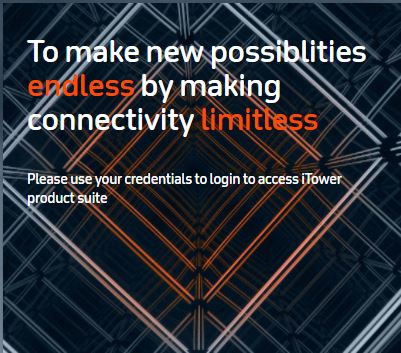 To make new possiblities
endless by making
connectivity limitless
Please use your credentials to login to access iTower
product suite